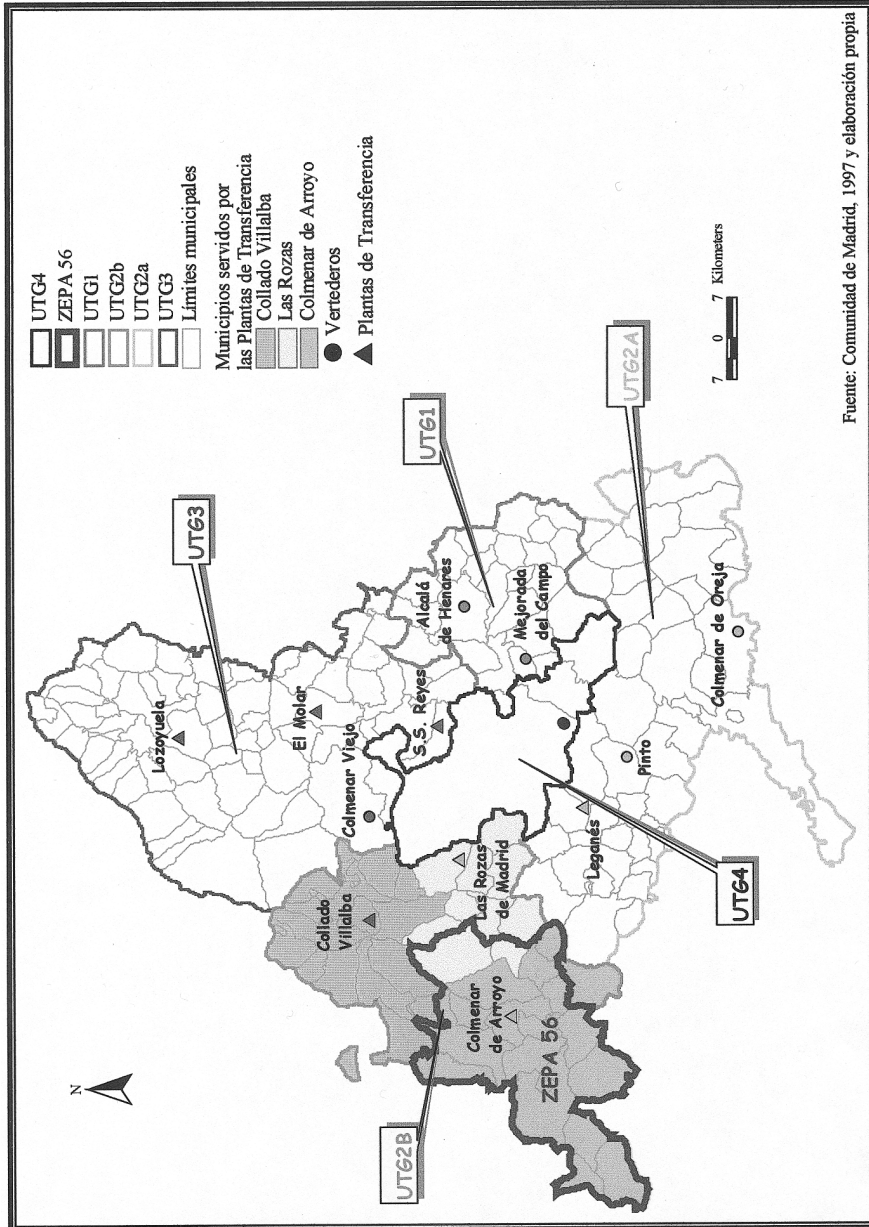 N
UTG4
ZEPA 56
UTG1
UTG2b
UTG2a
UTG3
Límites municipales
Municipios servidos por
las Plantas de Transferencia
Collado Villalba
Las Rozas
Colmenar de Arroyo
Vertederos
Plantas de Transferencia
UTG3
Lozoyuela
El Molar
Colmenar Viejo
S.S. Reyes
Alcalá
de Henares
UTG1
Collado
Villalba
Mejorada
del Campo
Las Rozas
de Madrid
UTG2B
Colmenar
de Arroyo
ZEPA 56
Leganés
Pinto
UTG2A
Colmenar de Oreja
UTG4
7 0 7 Kilometers
Fuente: Comunidad de Madrid, 1997 y elaboración propia